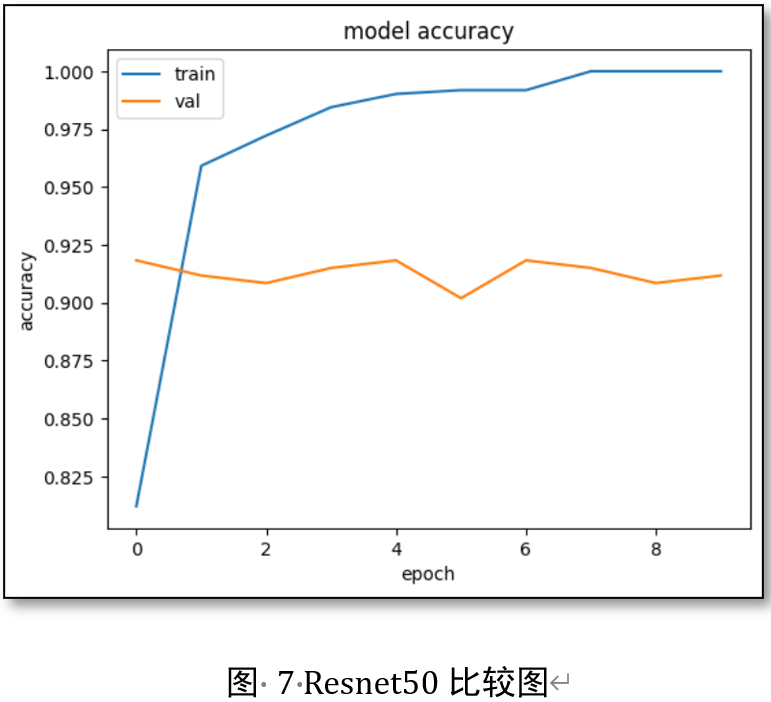 model accuracy
train
val
1.000
0.975
0.950
0.925
0.900
0.875
0.850
0.825
accuracy
0 2 4 6 8
epoch
图 7 Resnet50 比较图